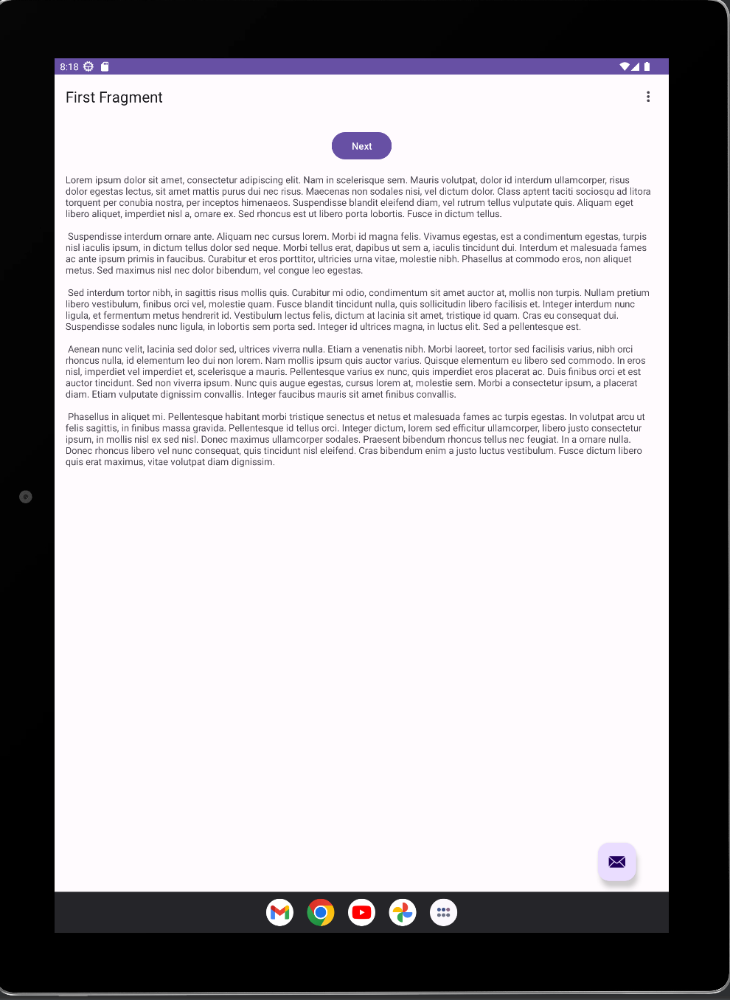 8:18
First Fragment
Next
Lorem ipsum dolor sit amet, consectetur adipiscing elit. Nam in scelerisque sem. Mauris volutpat, dolor id interdum ullamcorper, risus
dolor egestas lectus, sit amet mattis purus dui nec risus. Maecenas non sodales nisi, vel dictum dolor. Class aptent taciti sociosqu ad litora
torquent per conubia nostra, per inceptos himenaeos. Suspendisse blandit eleifend diam, vel rutrum tellus vulputate quis. Aliquam eget
libero aliquet, imperdiet nisl a, ornare ex. Sed rhoncus est ut libero porta lobortis. Fusce in dictum tellus.
Suspendisse interdum ornare ante. Aliquam nec cursus lorem. Morbi id magna felis. Vivamus egestas, est a condimentum egestas, turpis
nisl iaculis ipsum, in dictum tellus dolor sed neque. Morbi tellus erat, dapibus ut sem a, iaculis tincidunt dui. Interdum et malesuada fames
ac ante ipsum primis in faucibus. Curabitur et eros porttitor, ultricies urna vitae, molestie nibh. Phasellus at commodo eros, non aliquet
metus. Sed maximus nisl nec dolor bibendum, vel congue leo egestas.
Sed interdum tortor nibh, in sagittis risus mollis quis. Curabitur mi odio, condimentum sit amet auctor at, mollis non turpis. Nullam pretium
libero vestibulum, finibus orci vel, molestie quam. Fusce blandit tincidunt nulla, quis sollicitudin libero facilisis et. Integer interdum nunc
ligula, et fermentum metus hendrerit id. Vestibulum lectus felis, dictum at lacinia sit amet, tristique id quam. Cras eu consequat dui.
Suspendisse sodales nunc ligula, in lobortis sem porta sed. Integer id ultrices magna, in luctus elit. Sed a pellentesque est.
Aenean nunc velit, lacinia sed dolor sed, ultrices viverra nulla. Etiam a venenatis nibh. Morbi laoreet, tortor sed facilisis varius, nibh orci
rhoncus nulla, id elementum leo dui non lorem. Nam mollis ipsum quis auctor varius. Quisque elementum eu libero sed commodo. In eros
nisl, imperdiet vel imperdiet et, scelerisque a mauris. Pellentesque varius ex nunc, quis imperdiet eros placerat ac. Duis finibus orci et est
auctor tincidunt. Sed non viverra ipsum. Nunc quis augue egestas, cursus lorem at, molestie sem. Morbi a consectetur ipsum, a placerat
diam. Etiam vulputate dignissim convallis. Integer faucibus mauris sit amet finibus convallis.
Phasellus in aliquet mi. Pellentesque habitant morbi tristique senectus et netus et malesuada fames ac turpis egestas. In volutpat arcu ut
felis sagittis, in finibus massa gravida. Pellentesque id tellus orci. Integer dictum, lorem sed efficitur ullamcorper, libero justo consectetur
ipsum, in mollis nisl ex sed nisl. Donec maximus ullamcorper sodales. Praesent bibendum rhoncus tellus nec feugiat. In a ornare nulla.
Donec rhoncus libero vel nunc consequat, quis tincidunt nisl eleifend. Cras bibendum enim a justo luctus vestibulum. Fusce dictum libero
quis erat maximus, vitae volutpat diam dignissim.